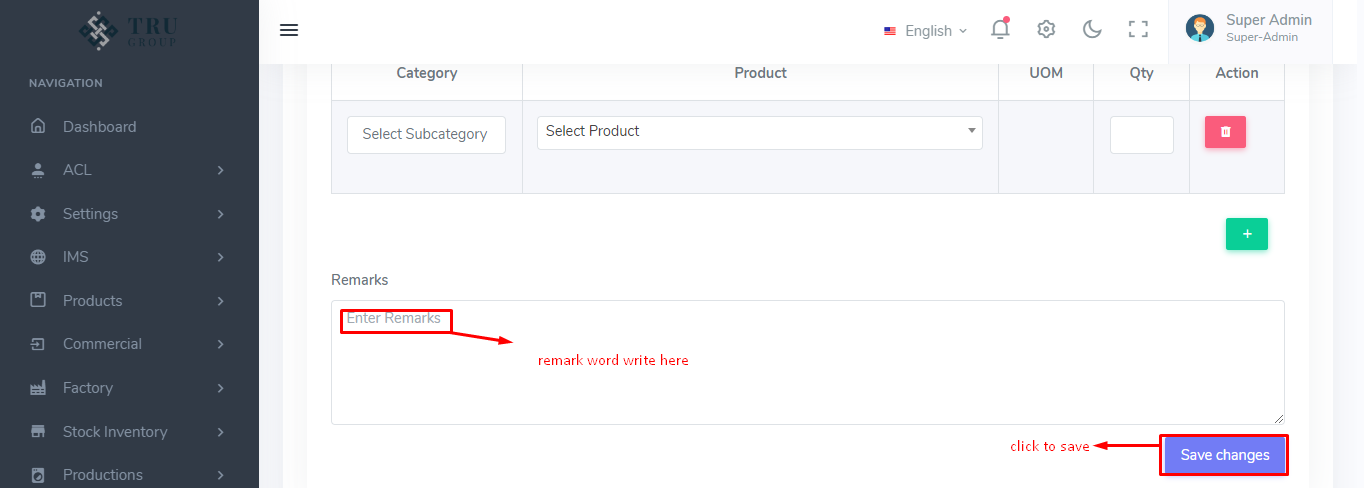 TRU
GROUP
English
Super Admin
Super-Admin
NAVIGATION
Dashboard
ACL
Settings
IMS
Products
Commercial
Factory
Stock Inventory
Productions
Category Product UOM Qty Action
Select Subcategory Select Product
+
Remarks
Enter Remarks
remark word write here
click to save
Save changes